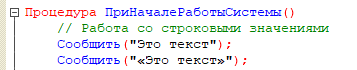 Процедура ПриНачалеРаботыСистемы()
// Работа со строковыми значениями
Сообщить("Это текст");
Сообщить("«Это текст»");